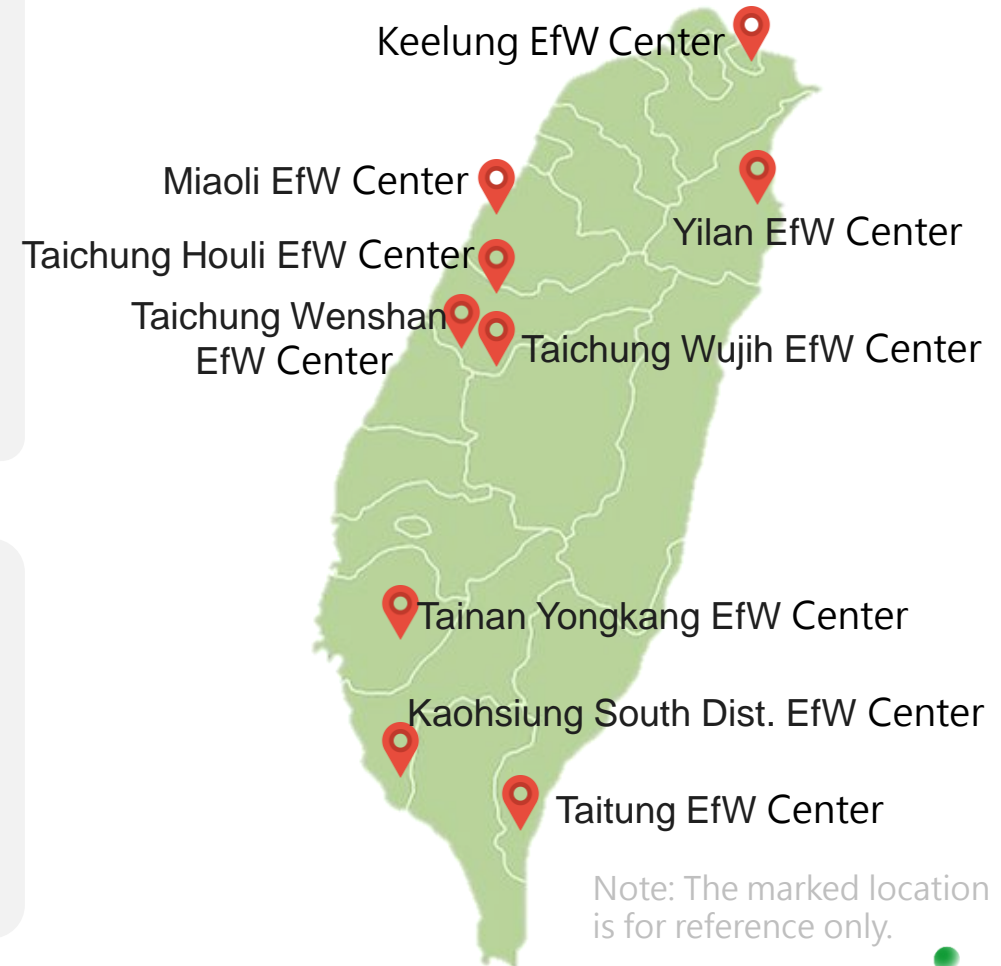 Keelung EfW Center
Miaoli EfW Center
Yilan EfW Center
Taichung Houli EfW Center
Taichung Wenshan
EfW Center
Taichung Wujih EfW Center
Tainan Yongkang EfW Center
Kaohsiung South Dist. EfW Center
Taitung EfW Center
Note: The marked location
is for reference only.